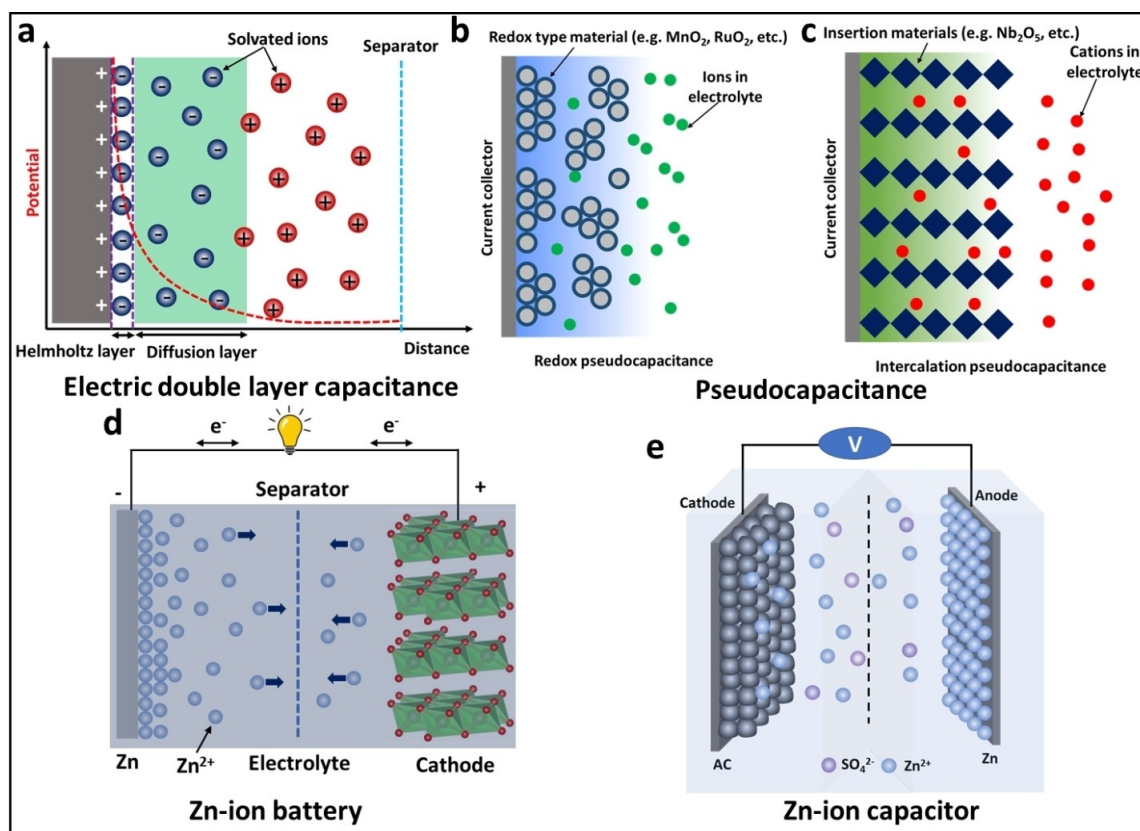 a
Solvated ions
Separator
Potential
Helmholtz layer
Diffusion layer
Distance
Electric double layer capacitance
b
Redox type material (e.g. MnO₂, RuO₂, etc.)
Ions in
electrolyte
Current collector
Redox pseudocapacitance
c
Insertion materials (e.g. Nb₂O₅, etc.)
Cations in
electrolyte
Current collector
Intercalation pseudocapacitance
Pseudocapacitance
d
e⁻
e⁻
-
Separator
+
Zn
Zn²⁺
Electrolyte
Cathode
Zn-ion battery
e
V
Cathode
Anode
AC
SO₄²⁻
Zn²⁺
Zn
Zn-ion capacitor